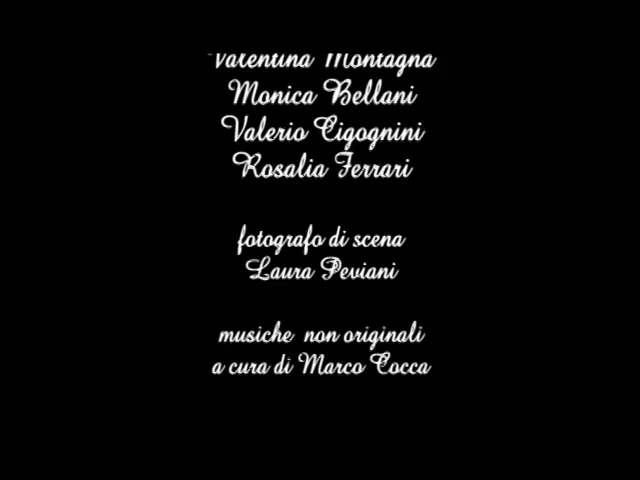 Valentina Montagna
Monica Bellani
Valerio Cigognini
Rosalia Ferrari
fotografo di scena
Laura Peviani
musiche non originali
a cura di Marco Cocca